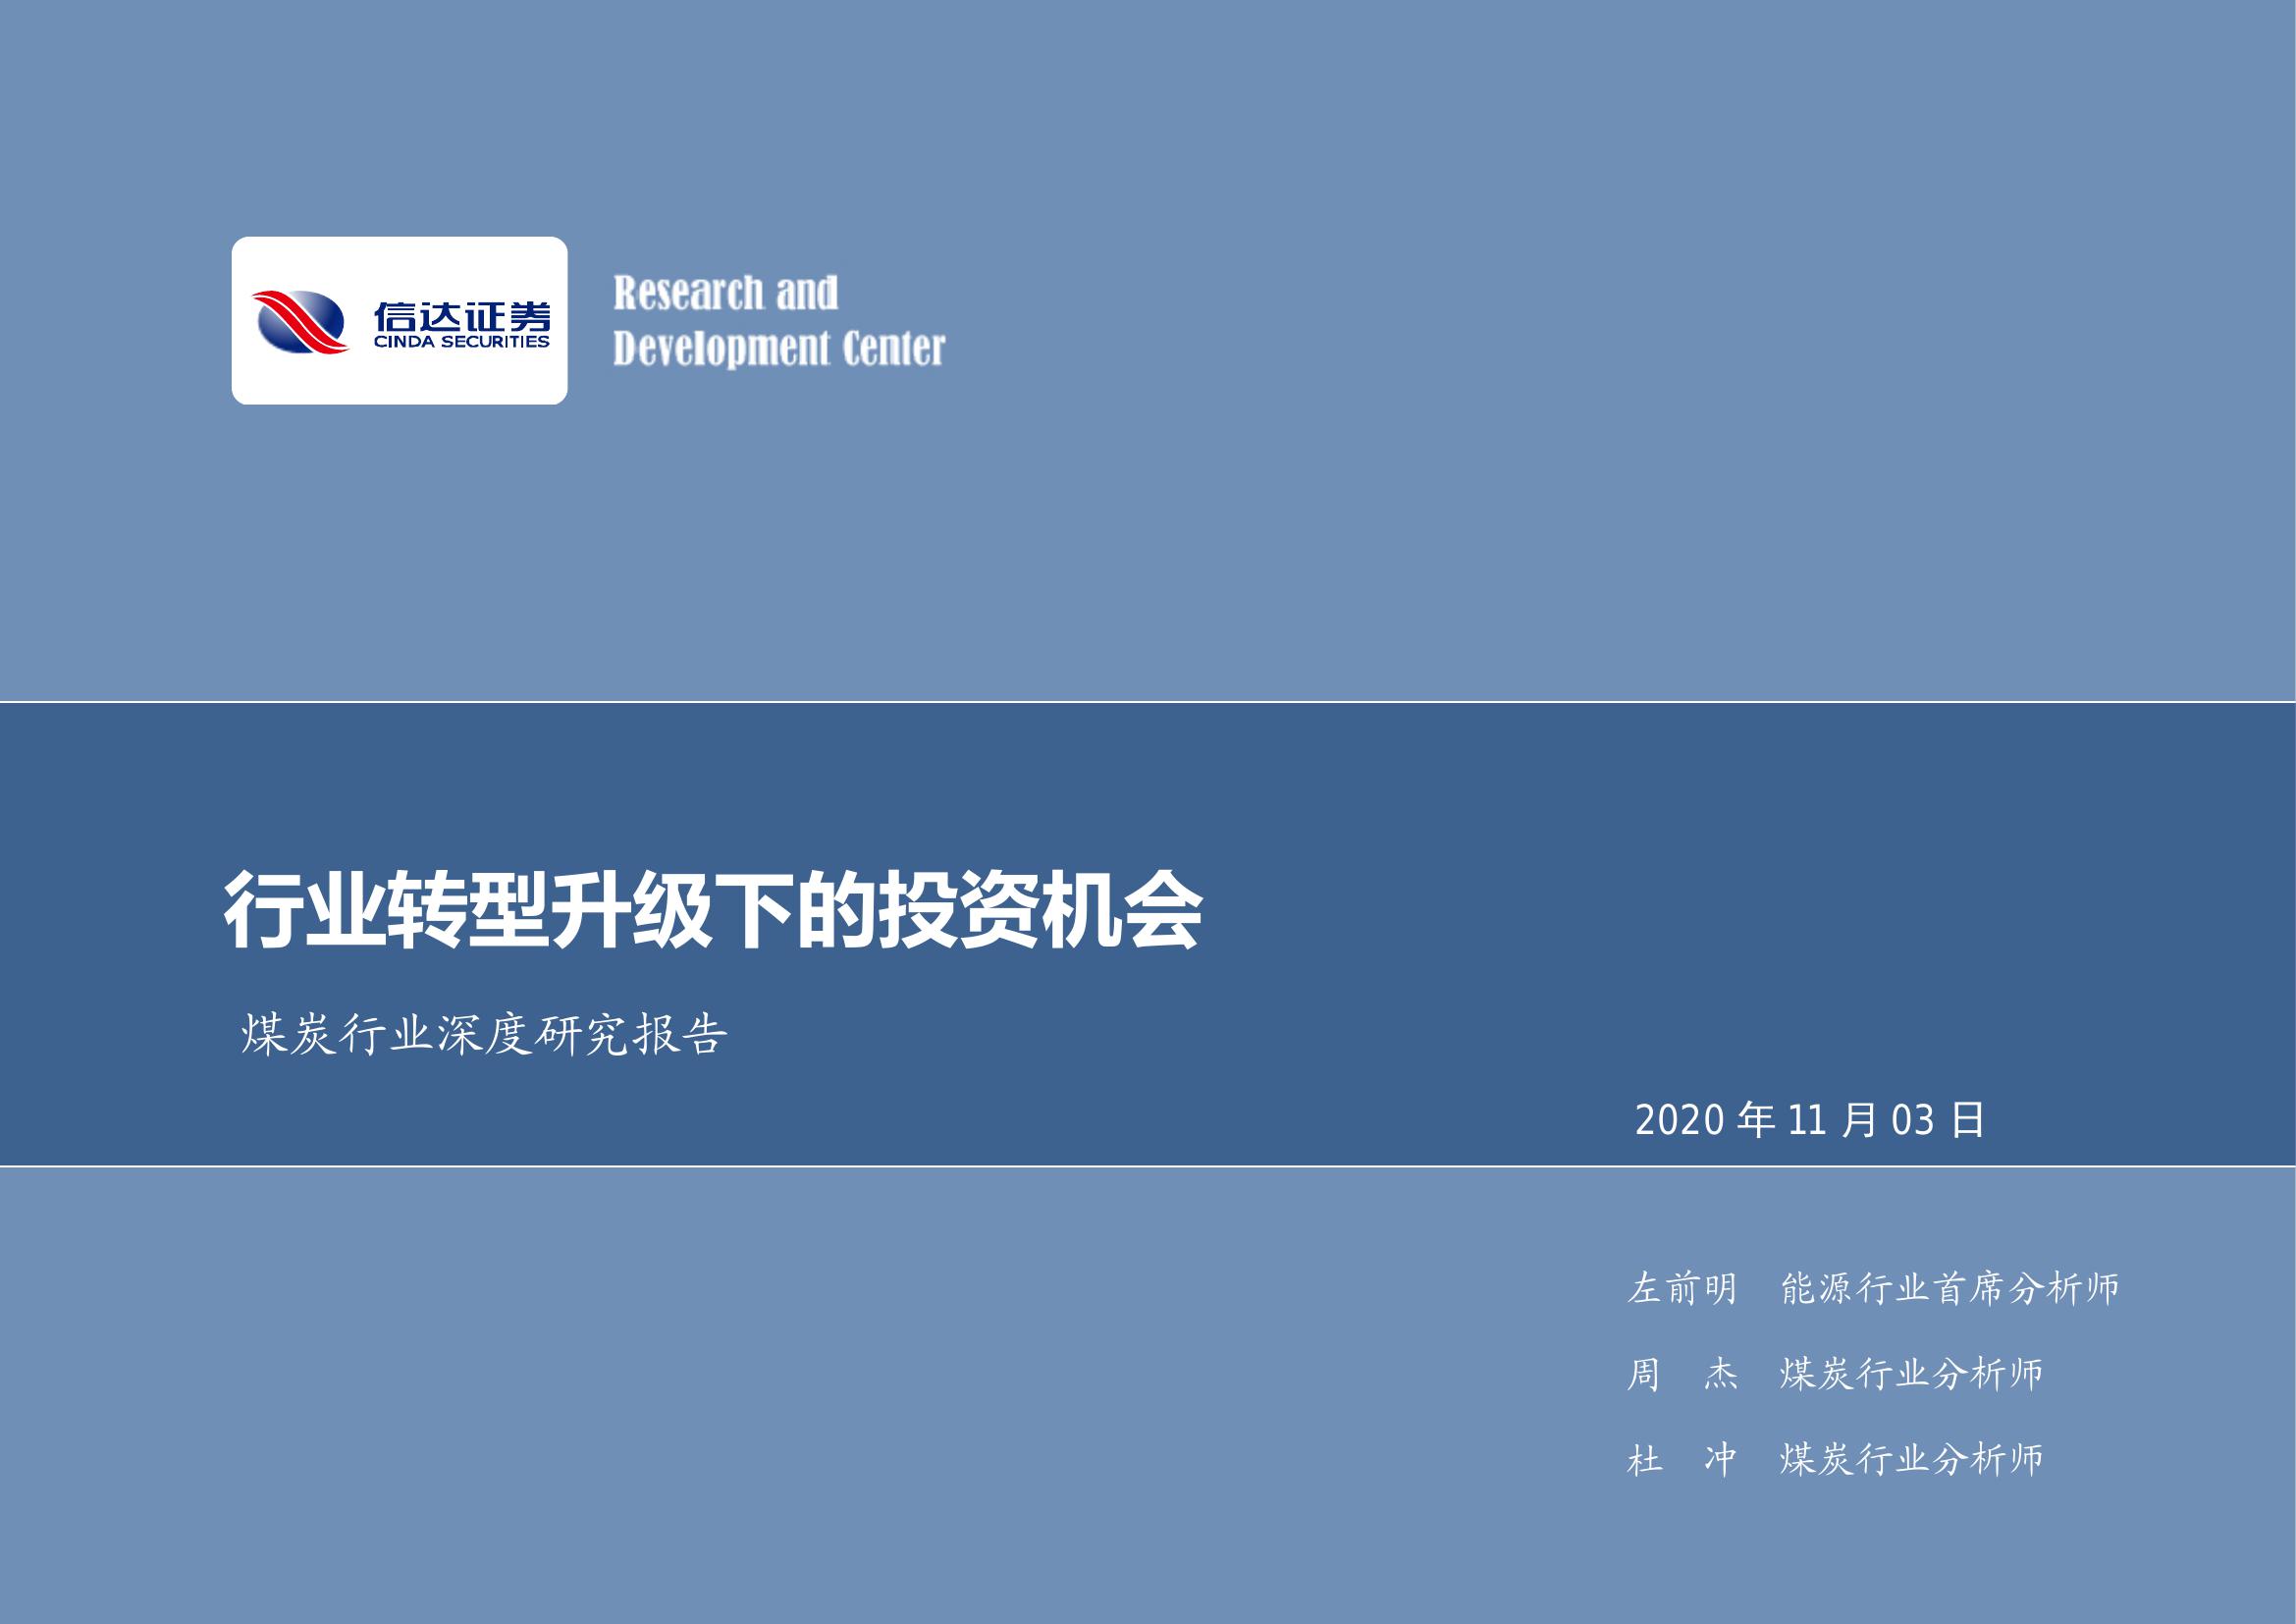 信达证券
CINDA SECURITIES
Research and
Development Center
行业转型升级下的投资机会
煤炭行业深度研究报告
2020 年 11 月 03 日
左前明 能源行业首席分析师
周 杰 煤炭行业分析师
杜 冲 煤炭行业分析师